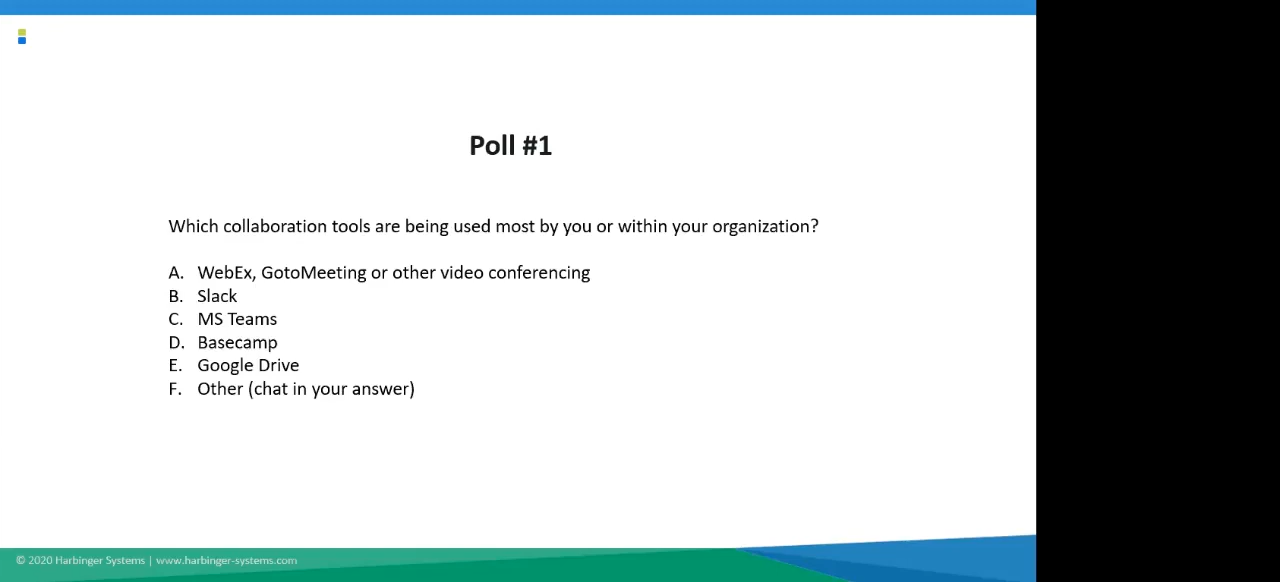 Poll #1
Which collaboration tools are being used most by you or within your organization?
A. WebEx, GotoMeeting or other video conferencing
B. Slack
C. MS Teams
D. Basecamp
E. Google Drive
F. Other (chat in your answer)
© 2020 Harbinger Systems | www.harbinger-systems.com